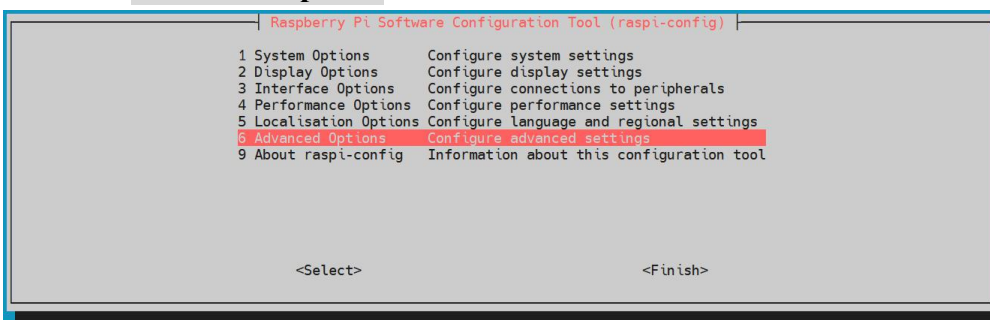 Raspberry Pi Software Configuration Tool (raspi-config)
1 System Options Configure system settings
2 Display Options Configure display settings
3 Interface Options Configure connections to peripherals
4 Performance Options Configure performance settings
5 Localisation Options Configure language and regional settings
6 Advanced Options Configure advanced settings
9 About raspi-config Information about this configuration tool
<Select> <Finish>